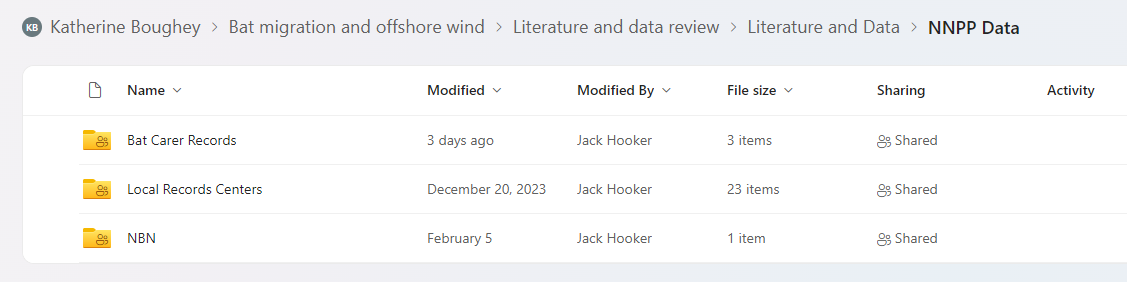 KB Katherine Boughey > Bat migration and offshore wind > Literature and data review > Literature and Data > NNPP Data
Name Modified Modified By File size Sharing Activity
Bat Carer Records 3 days ago Jack Hooker 3 items Shared
Local Records Centers December 20, 2023 Jack Hooker 23 items Shared
NBN February 5 Jack Hooker 1 item Shared